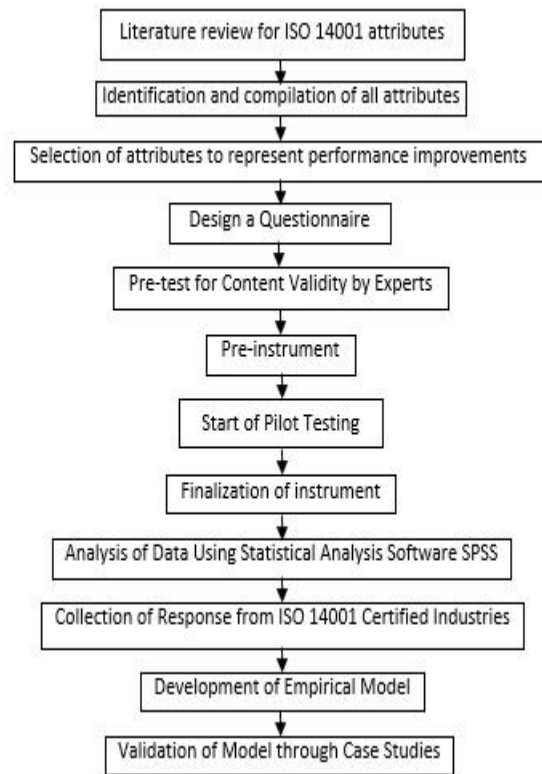 Literature review for ISO 14001 attributes
Identification and compilation of all attributes
Selection of attributes to represent performance improvements
Design a Questionnaire
Pre-test for Content Validity by Experts
Pre-instrument
Start of Pilot Testing
Finalization of instrument
Analysis of Data Using Statistical Analysis Software SPSS
Collection of Response from ISO 14001 Certified Industries
Development of Empirical Model
Validation of Model through Case Studies